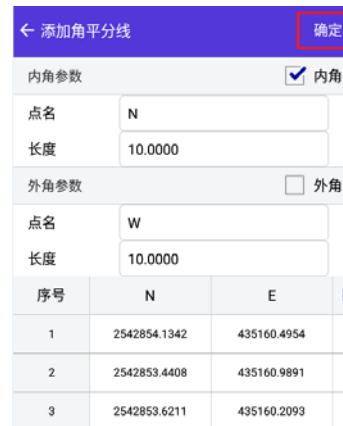 ← 添加角平分线 确定
内角参数 内角
点名 N
长度 10.0000
外角参数 外角
点名 W
长度 10.0000
序号 N E
1 2542854.1342 435160.4954
2 2542853.4408 435160.9891
3 2542853.6211 435160.2093